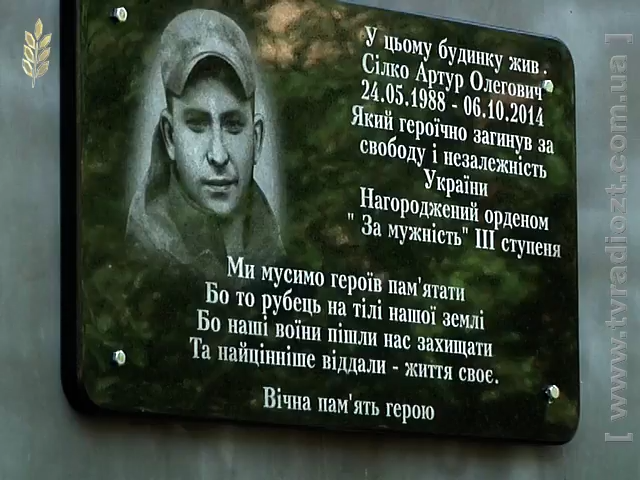 У цьому будинку жив.
Сілко Артур Олегович
24.05.1988 - 06.10.2014
Який героїчно загинув за
свободу і незалежність
України
Нагороджений орденом
" За мужність" III ступеня
Ми мусимо героїв пам'ятати
Бо то рубець на тілі нашої землі
Бо наші воїни пішли нас захищати
Та найцінніше віддали - життя своє.
Вічна пам'ять герою
[ www.tvradiozt.com.ua ]